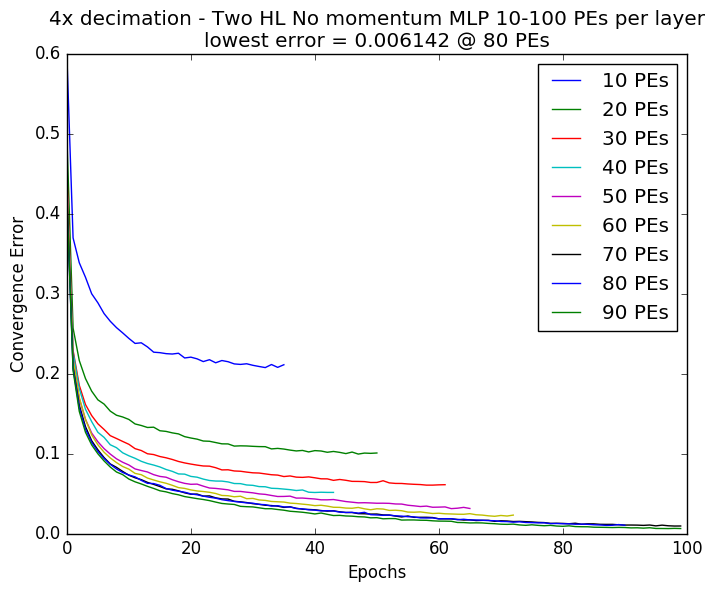 4x decimation - Two HL No momentum MLP 10-100 PEs per layer
lowest error = 0.006142 @ 80 PEs
0.6
0.5
0.4
0.3
0.2
0.1
0.0
Convergence Error
10 PEs
20 PEs
30 PEs
40 PEs
50 PEs
60 PEs
70 PEs
80 PEs
90 PEs
0
20
40
60
80
100
Epochs